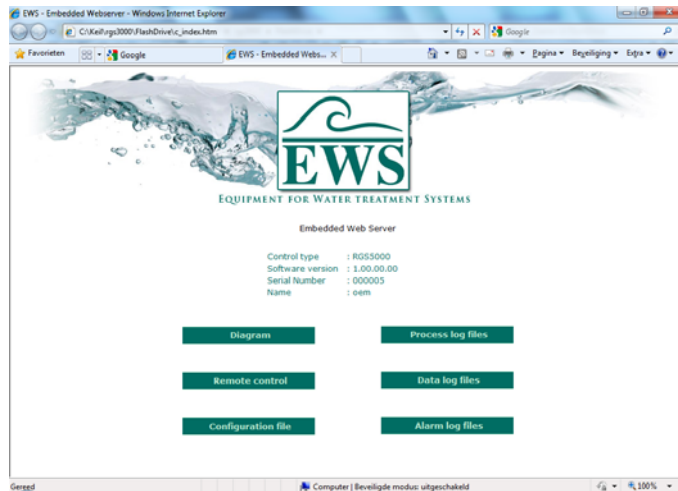 EWS - Embedded Webserver - Windows Internet Explorer
C:\Keil\rgs3000\FlashDrive\c_index.htm
Google
Favorieten
Google
EWS - Embedded Webs...
Pagina
Beveiliging
Extra
EWS
EQUIPMENT FOR WATER TREATMENT SYSTEMS
Embedded Web Server
Control type : RGS5000
Software version : 1.00.00.00
Serial Number : 000005
Name : oem
Diagram Process log files
Remote control Data log files
Configuration file Alarm log files
Gereed Computer | Beveiligde modus: uitgeschakeld 100%